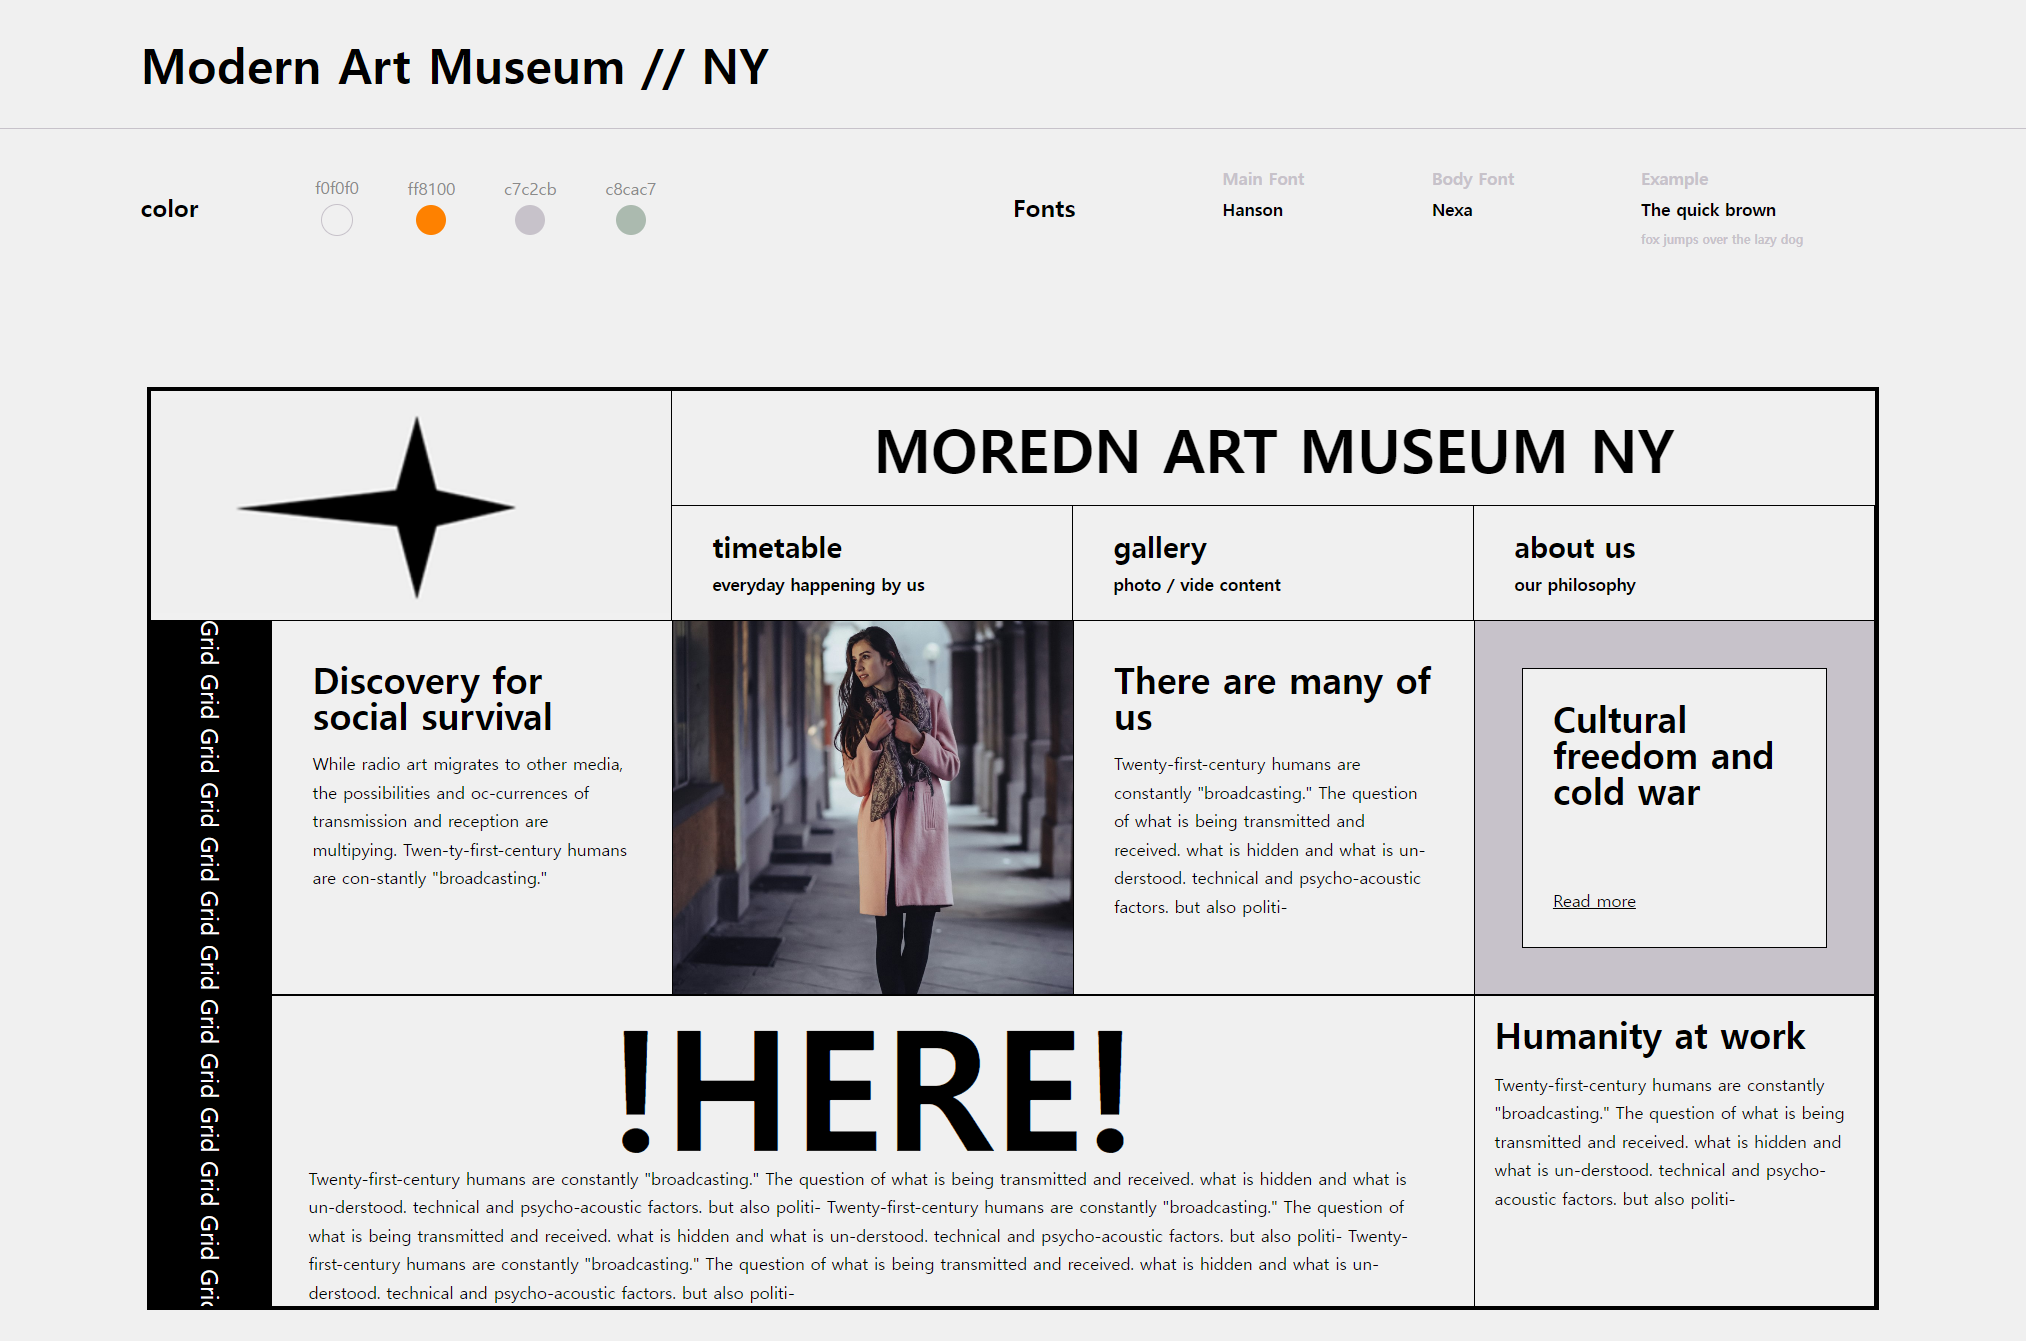 Modern Art Museum // NY
color
f0f0f0
ff8100
c7c2cb
c8cac7
Fonts
Main Font
Hanson
Body Font
Nexa
Example
The quick brown
fox jumps over the lazy dog
MOREDN ART MUSEUM NY
timetable
everyday happening by us
gallery
photo / vide content
about us
our philosophy
Grid Grid Grid Grid Grid Grid Grid Grid Grid Grid Grid Grid Grid
Discovery for
social survival
While radio art migrates to other media,
the possibilities and oc-currences of
transmission and reception are
multipying. Twen-ty-first-century humans
are con-stantly "broadcasting."
There are many of
us
Twenty-first-century humans are
constantly "broadcasting." The question
of what is being transmitted and
received. what is hidden and what is un-
derstood. technical and psycho-acoustic
factors. but also politi-
Cultural
freedom and
cold war
Read more
!HERE!
Twenty-first-century humans are constantly "broadcasting." The question of what is being transmitted and received. what is hidden and what is
un-derstood. technical and psycho-acoustic factors. but also politi- Twenty-first-century humans are constantly "broadcasting." The question of
what is being transmitted and received. what is hidden and what is un-derstood. technical and psycho-acoustic factors. but also politi- Twenty-
first-century humans are constantly "broadcasting." The question of what is being transmitted and received. what is hidden and what is un-
derstood. technical and psycho-acoustic factors. but also politi-
Humanity at work
Twenty-first-century humans are constantly
"broadcasting." The question of what is being
transmitted and received. what is hidden and
what is un-derstood. technical and psycho-
acoustic factors. but also politi-